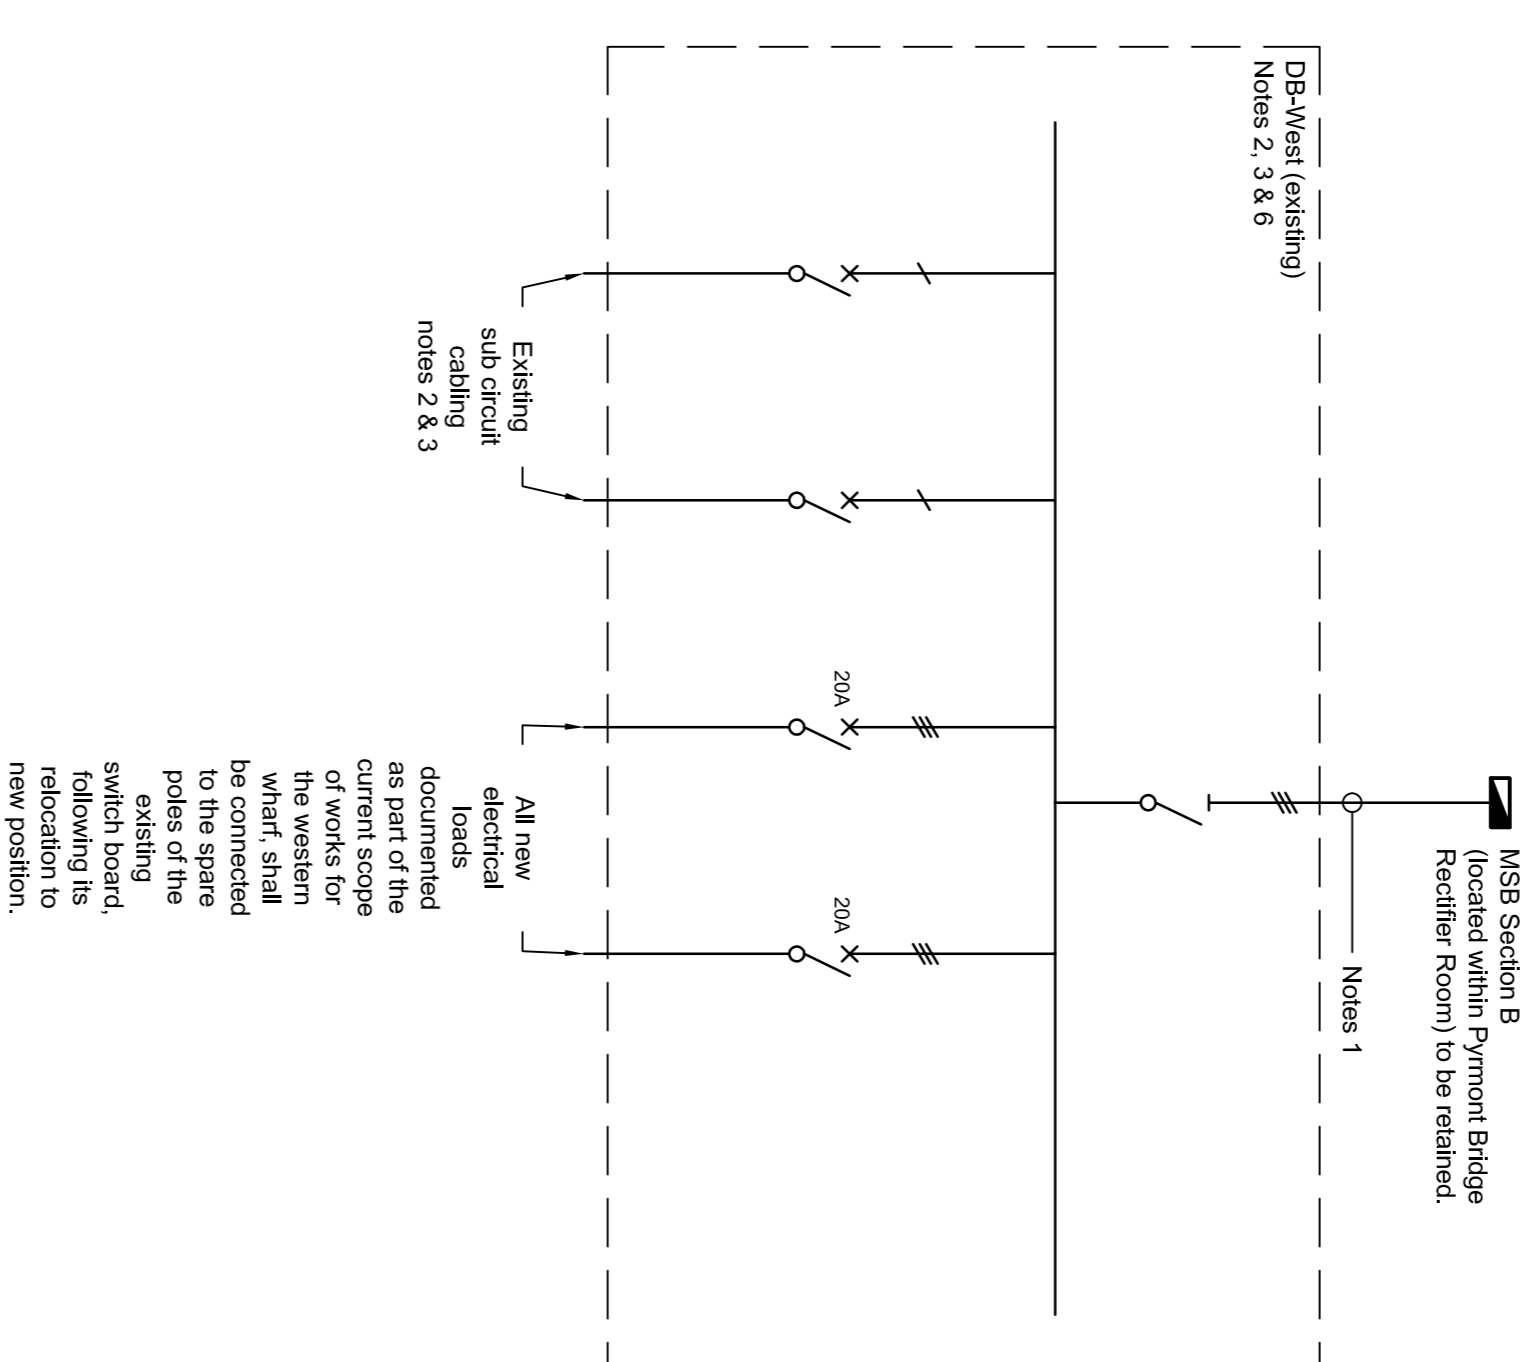 MSB Section B
(located within Pyrmont Bridge
Rectifier Room) to be retained.
Notes 1
DB-West (existing)
Notes 2, 3 & 6
20A
20A
Existing
sub circuit
cabling
notes 2 & 3
All new
electrical
loads
documented
as part of the
current scope
of works for
the western
wharf, shall
be connected
to the spare
poles of the
existing
switch board,
following its
relocation to
new position.